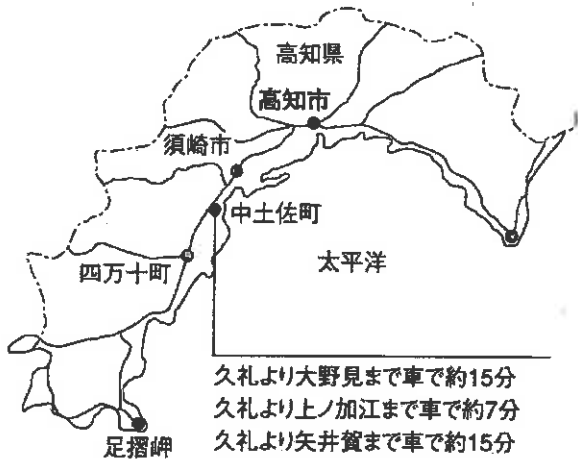 高知県
高知市
須崎市
中土佐町
四万十町
太平洋
久礼より大野見まで車で約15分
久礼より上ノ加江まで車で約7分
久礼より矢井賀まで車で約15分
足摺岬